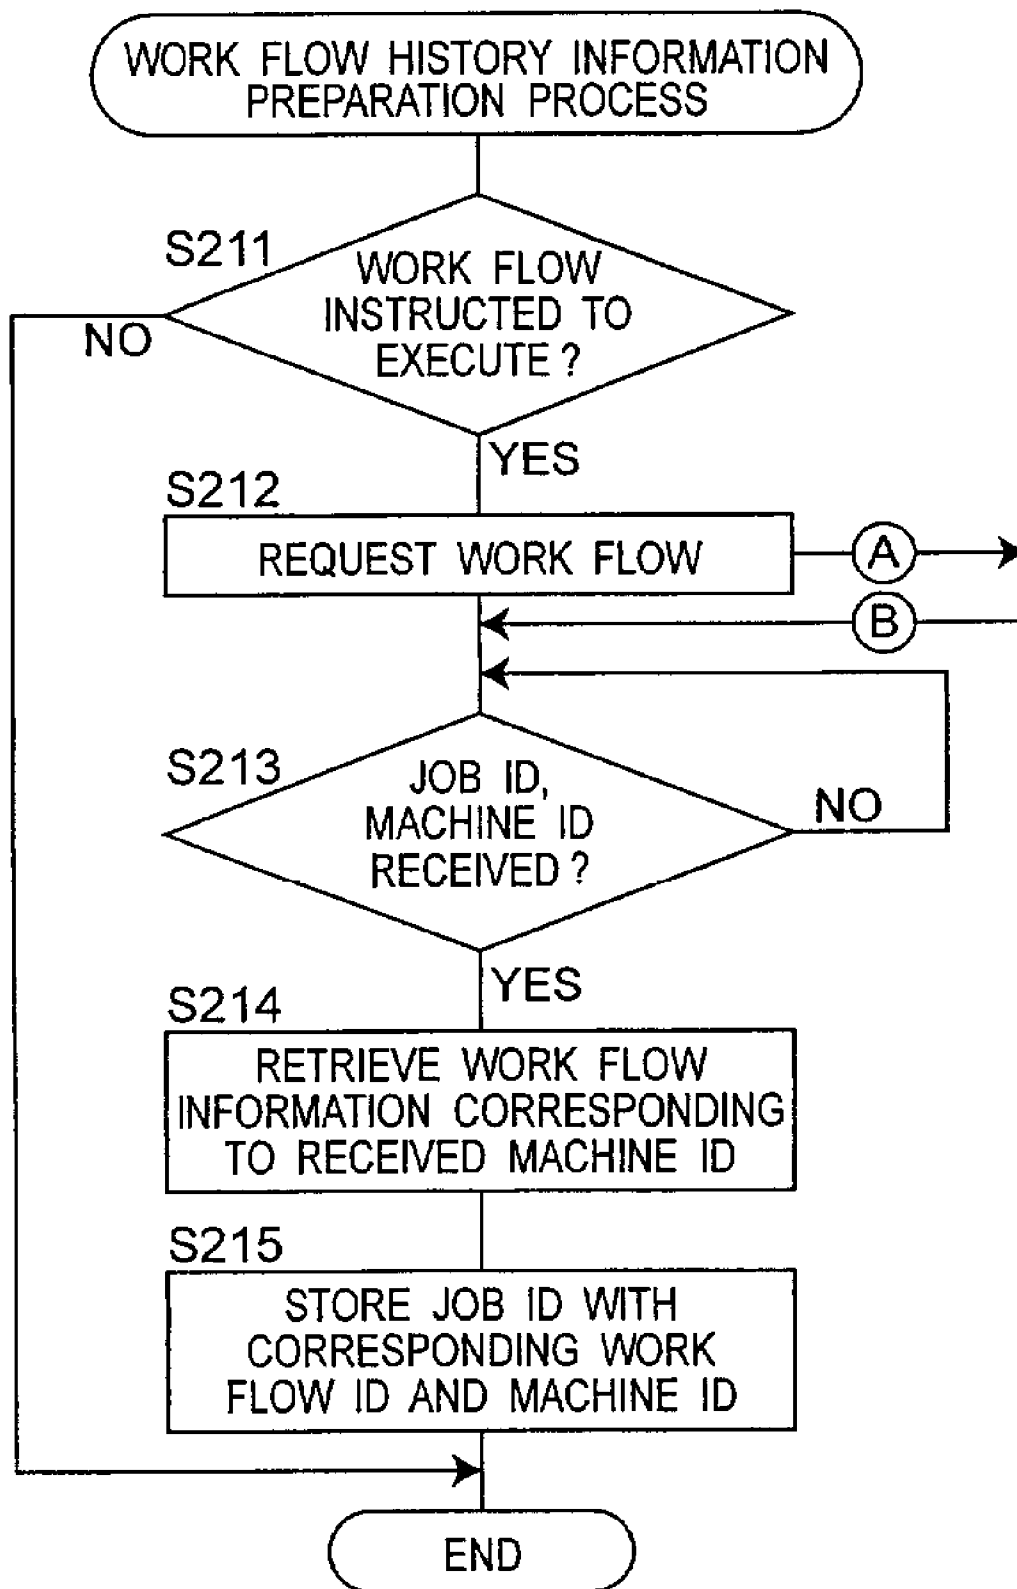 WORK FLOW HISTORY INFORMATION
PREPARATION PROCESS
S211
WORK FLOW
INSTRUCTED TO
EXECUTE?
NO
YES
S212
REQUEST WORK FLOW
A
B
S213
JOB ID,
MACHINE ID
RECEIVED?
NO
YES
S214
RETRIEVE WORK FLOW
INFORMATION CORRESPONDING
TO RECEIVED MACHINE ID
S215
STORE JOB ID WITH
CORRESPONDING WORK
FLOW ID AND MACHINE ID
END